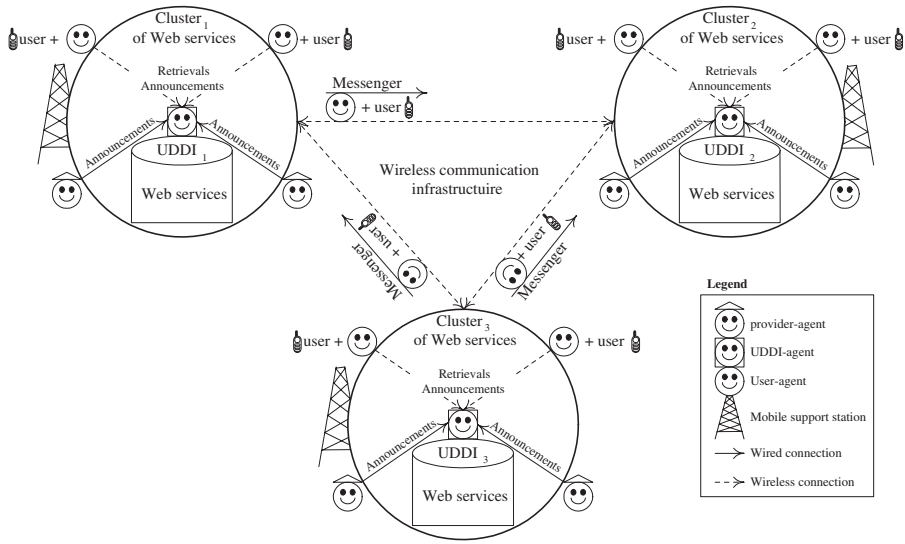 Cluster 1
of Web services
user +
+ user
Retrievals
Announcements
Announcements
Announcements
UDDI 1
Web services
Messenger
+ user
Cluster 2
of Web services
user +
+ user
Retrievals
Announcements
Announcements
Announcements
UDDI 2
Web services
Wireless communication
infrastructuire
Messenger
+ user
Messenger
+ user
Cluster 3
of Web services
user +
+ user
Retrievals
Announcements
Announcements
Announcements
UDDI 3
Web services
Legend
provider-agent
UDDI-agent
User-agent
Mobile support station
Wired connection
Wireless connection